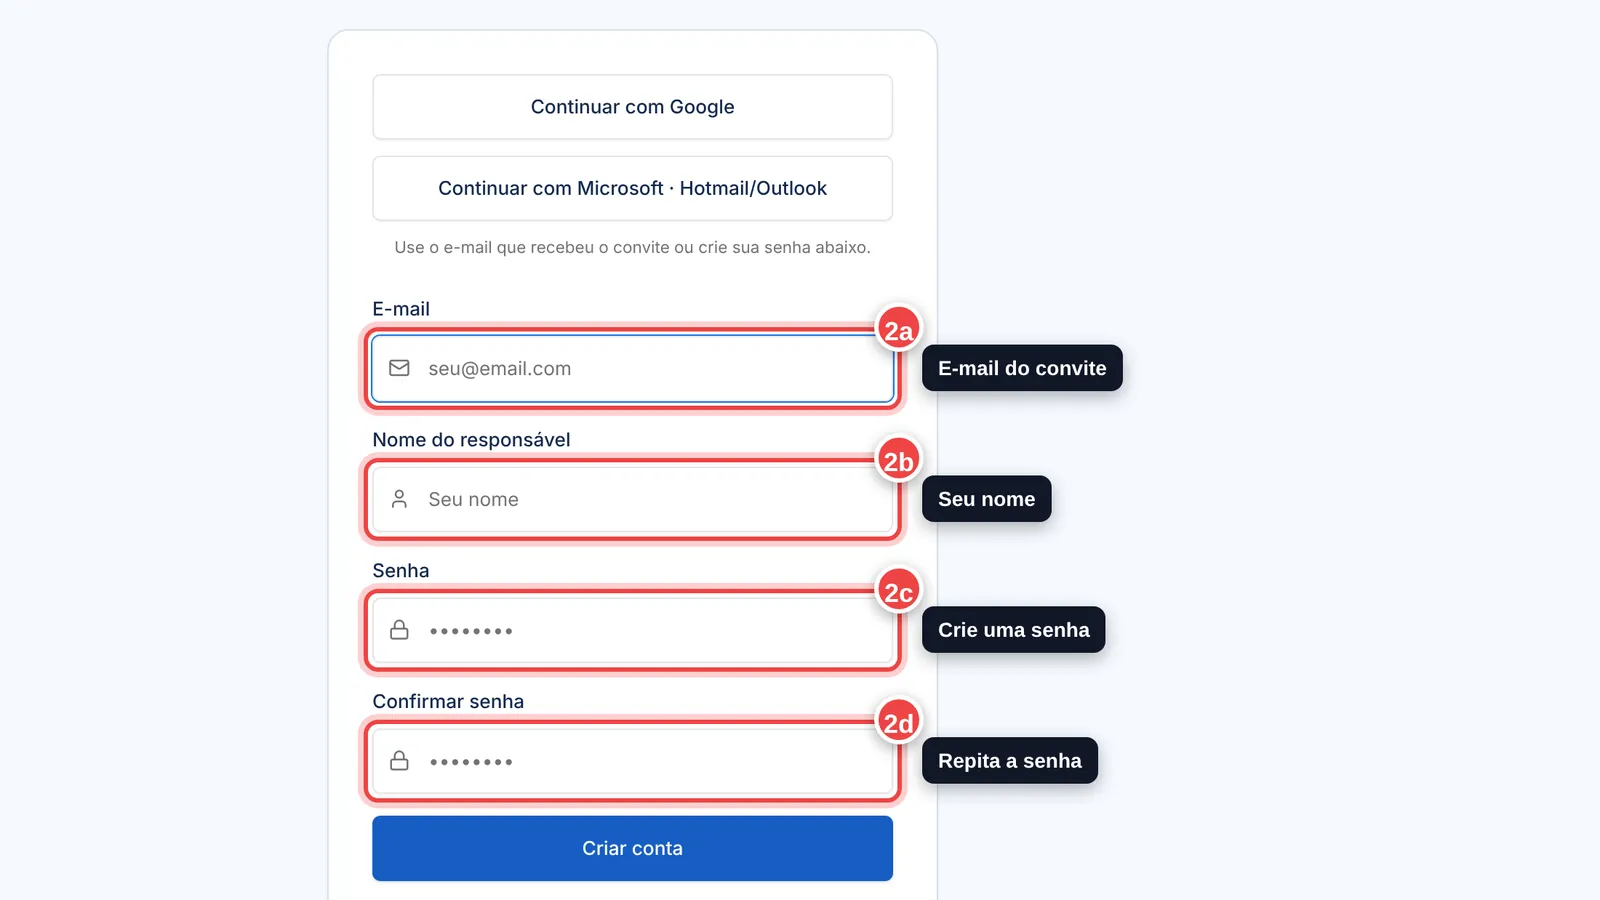 Continuar com Google
Continuar com Microsoft · Hotmail/Outlook
Use o e-mail que recebeu o convite ou crie sua senha abaixo.
E-mail
2a
seu@email.com
E-mail do convite
Nome do responsável
2b
Seu nome
Seu nome
Senha
2c
••••••••
Crie uma senha
Confirmar senha
2d
••••••••
Repita a senha
Criar conta